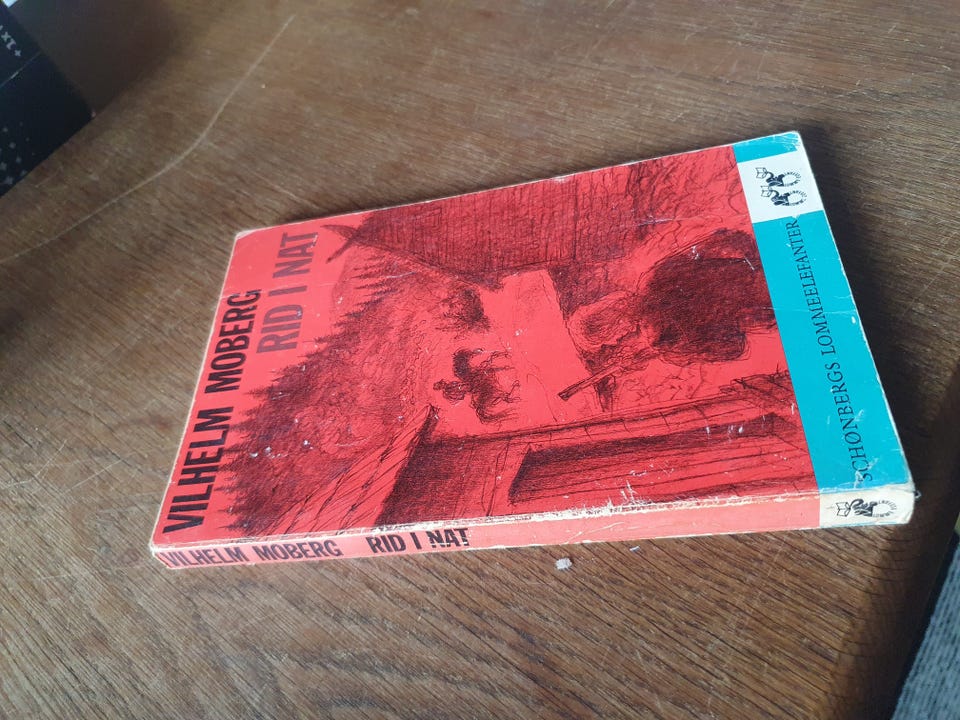 VILHELM MOBERG
RID I NAT
SCHØNBERGS LOMMEELEFANTER
VILHELM MOBERG RID I NAT